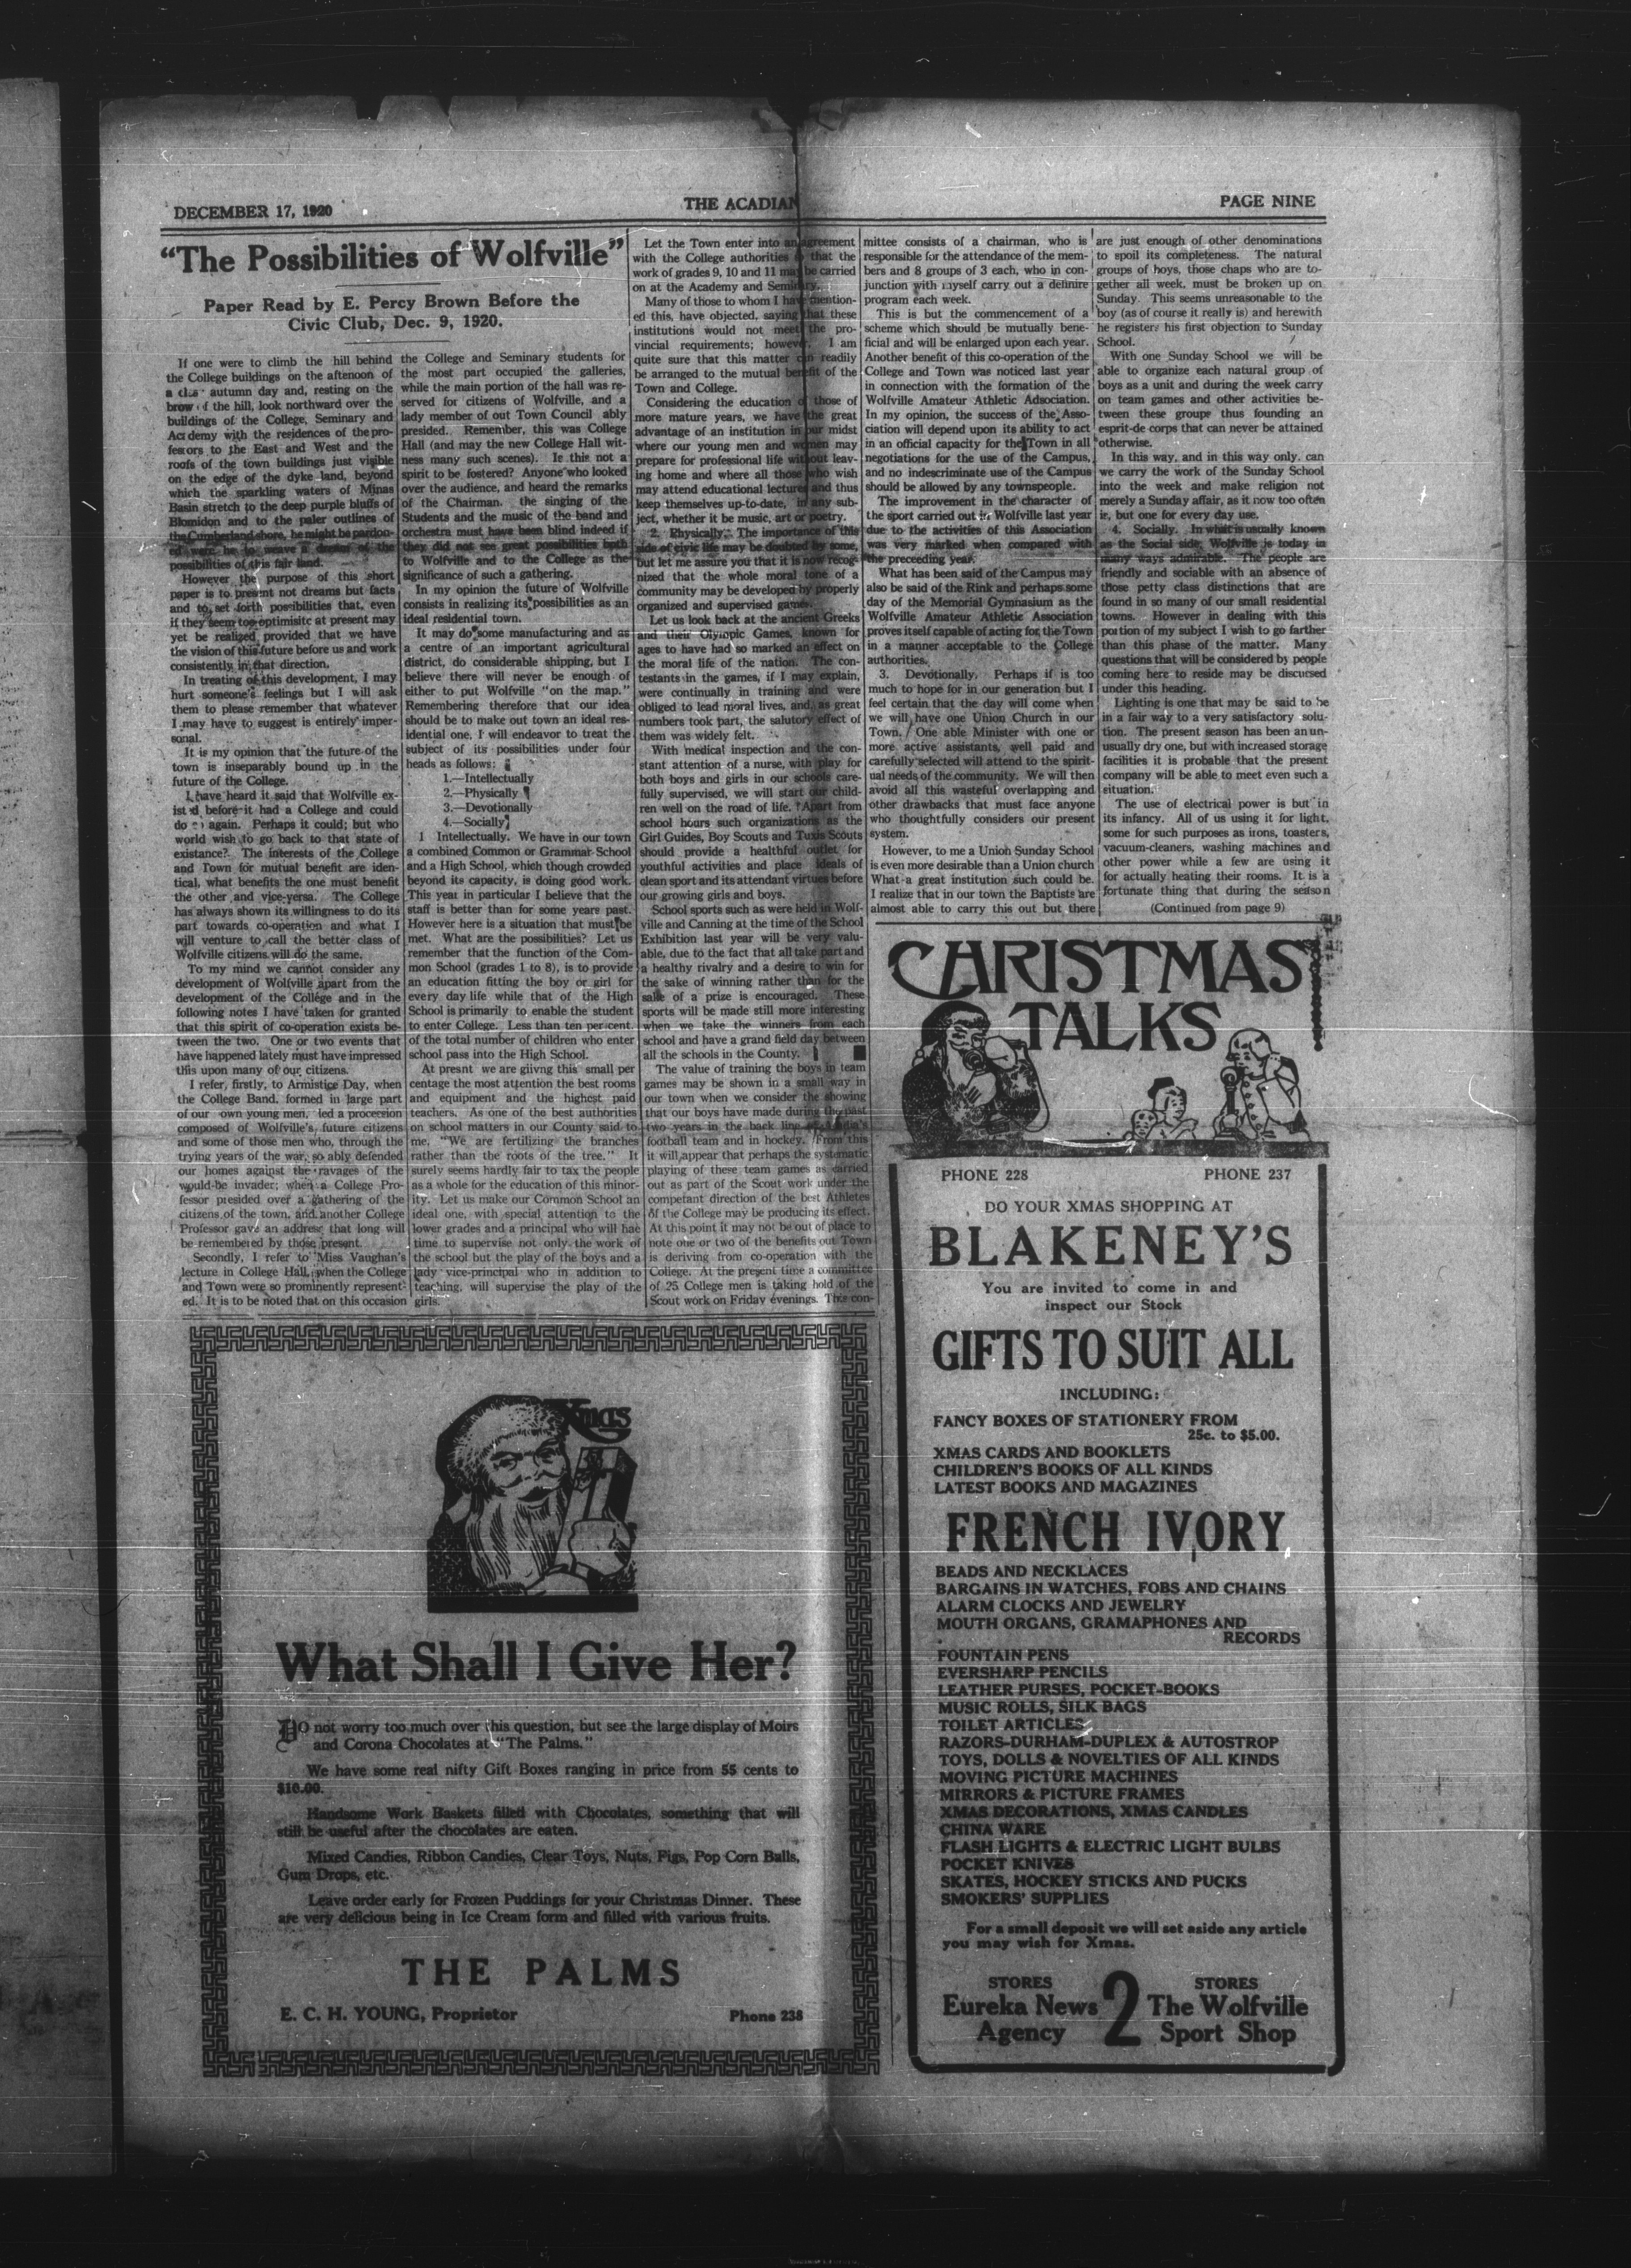 DECEMBER 17, 1920
THE ACADIAN
PAGE NINE
“The Possibilities of Wolfville”
Paper Read by E. Percy Brown Before the
Civic Club, Dec. 9, 1920.
If one were to climb the hill behind
the College buildings on the aftenoon of
a autumn day and, resting on the
brow of the hill, look northward over the
buildings of the College, Seminary and
Academy with the residences of the pro-
fessors to the East and West and the
roofs of the town buildings just visible
on the edge of the dyke land, beyond
which the sparkling waters of Minas
Basin stretch to the deep purple bluffs of
Blomidon and to the paler outlines of
the Cumberland shore, he might be pardon-
ed were he to weave a dream of the
possibilities of this fair land.
However the purpose of this short
paper is to present not dreams but facts
and to set forth possibilities that, even
if they seem too optimisitc at present may
yet be realized provided that we have
the vision of this future before us and work
consistently in that direction.
In treating of this development, I may
hurt someone's feelings but I will ask
them to please remember that whatever
I may have to suggest is entirely imper-
sonal.
It is my opinion that the future of the
town is inseparably bound up in the
future of the College.
I have heard it said that Wolfville ex-
isted before it had a College and could
do so again. Perhaps it could; but who
world wish to go back to that state of
existance? The interests of the College
and Town for mutual benefit are iden-
tical, what benefits the one must benefit
the other and vice-versa. The College
has always shown its willingness to do its
part towards co-operation and what I
will venture to call the better class of
Wolfville citizens will do the same.
To my mind we cannot consider any
development of Wolfville apart from the
development of the College and in the
following notes I have taken for granted
that this spirit of co-operation exists be-
tween the two. One or two events that
have happened lately must have impressed
this upon many of our citizens.
I refer, firstly, to Armistice Day, when
the College Band, formed in large part
of our own young men, led a procession
composed of Wolfville's future citizens
and some of those men who, through the
trying years of the war, so ably defended
our homes against the ravages of the
would-be invader; when a College Pro-
fessor presided over a gathering of the
citizens of the town, and another College
Professor gave an address that long will
be remembered by those present.
Secondly, I refer to Miss Vaughan's
lecture in College Hall, when the College
and Town were so prominently represent-
ed. It is to be noted that on this occasion
the College and Seminary students for
the most part occupied the galleries,
while the main portion of the hall was re-
served for citizens of Wolfville, and a
lady member of out Town Council ably
presided. Remember, this was College
Hall (and may the new College Hall wit-
ness many such scenes). Is this not a
spirit to be fostered? Anyone who looked
over the audience, and heard the remarks
of the Chairman. the singing of the
Students and the music of the band and
orchestra must have been blind indeed if
they did not see great possibilities both
to Wolfville and to the College as the
significance of such a gathering.
In my opinion the future of Wolfville
consists in realizing its possibilities as an
ideal residential town.
It may do some manufacturing and as
a centre of an important agricultural
district, do considerable shipping, but I
believe there will never be enough of
either to put Wolfville “on the map.”
Remembering therefore that our idea
should be to make out town an ideal res-
idential one, I will endeavor to treat the
subject of its possibilities under four
heads as follows:
1.—Intellectually
2.—Physically
3.—Devotionally
4.—Socially
1 Intellectually. We have in our town
a combined Common or Grammar School
and a High School, which though crowded
beyond its capacity, is doing good work.
This year in particular I believe that the
staff is better than for some years past.
However here is a situation that must be
met. What are the possibilities? Let us
remember that the function of the Com-
mon School (grades 1 to 8), is to provide
an education fitting the boy or girl for
every day life while that of the High
School is primarily to enable the student
to enter College. Less than ten per cent.
of the total number of children who enter
school pass into the High School.
At presnt we are giivng this small per
centage the most attention the best rooms
and equipment and the highest paid
teachers. As one of the best authorities
on school matters in our County said to
me. “We are fertilizing the branches
rather than the roots of the tree.” It
surely seems hardly fair to tax the people
as a whole for the education of this minor-
ity. Let us make our Common School an
ideal one, with special attention to the
lower grades and a principal who will hae
time to supervise not only the work of
the school but the play of the boys and a
lady vice-principal who in addition to
teaching, will supervise the play of the
girls.
Let the Town enter into an agreement
with the College authorities that the
work of grades 9, 10 and 11 may be carried
on at the Academy and Seminary.
Many of those to whom I have mention-
ed this, have objected, saying that these
institutions would not meet the pro-
vincial requirements; however, I am
quite sure that this matter can readily
be arranged to the mutual benefit of the
Town and College.
Considering the education of those of
more mature years, we have the great
advantage of an institution in our midst
where our young men and women may
prepare for professional life without leav-
ing home and where all those who wish
may attend educational lectures and thus
keep themselves up-to-date, in any sub-
ject, whether it be music, art or poetry.
2. Physically. The importance of this
side of civic life may be doubted by some,
but let me assure you that it is now recog-
nized that the whole moral tone of a
community may be developed by properly
organized and supervised games.
Let us look back at the ancient Greeks
and their Olympic Games, known for
ages to have had so marked an effect on
the moral life of the nation. The con-
testants in the games, if I may explain,
were continually in training and were
obliged to lead moral lives, and, as great
numbers took part, the salutory effect of
them was widely felt.
With medical inspection and the con-
stant attention of a nurse, with play for
both boys and girls in our schools care-
fully supervised, we will start our child-
ren well on the road of life. Apart from
school hours such organizations as the
Girl Guides, Boy Scouts and Tuxis Scouts
should provide a healthful outlet for
youthful activities and place ideals of
clean sport and its attendant virtues before
our growing girls and boys.
School sports such as were held in Wolf-
ville and Canning at the time of the School
Exhibition last year will be very valu-
able, due to the fact that all take part and
a healthy rivalry and a desire to win for
the sake of winning rather than for the
salle of a prize is encouraged. These
sports will be made still more interesting
when we take the winners from each
school and have a grand field day between
all the schools in the County.
The value of training the boys in team
games may be shown in a small way in
our town when we consider the showing
that our boys have made during the past
two years in the back line of Acadia's
football team and in hockey. From this
it will appear that perhaps the systematic
playing of these team games as carried
out as part of the Scout work under the
competant direction of the best Athletes
of the College may be producing its effect.
At this point it may not be out of place to
note one or two of the benefits out Town
is deriving from co-operation with the
College. At the present time a committee
of 25 College men is taking hold of the
Scout work on Friday evenings. This com-
mittee consists of a chairman, who is
responsible for the attendance of the mem-
bers and 8 groups of 3 each, who in con-
junction with myself carry out a definire
program each week.
This is but the commencement of a
scheme which should be mutually bene-
ficial and will be enlarged upon each year.
Another benefit of this co-operation of the
College and Town was noticed last year
in connection with the formation of the
Wolfville Amateur Athletic Adsociation.
In my opinion, the success of the Asso-
ciation will depend upon its ability to act
in an official capacity for the Town in all
negotiations for the use of the Campus,
and no indescriminate use of the Campus
should be allowed by any townspeople.
The improvement in the character of
the sport carried out in Wolfville last year
due to the activities of this Association
was very marked when compared with
the preceeding year.
What has been said of the Campus may
also be said of the Rink and perhaps some
day of the Memorial Gymnasium as the
Wolfville Amateur Athletic Association
proves itself capable of acting for the Town
in a manner acceptable to the College
authorities.
3. Devotionally. Perhaps if is too
much to hope for in our generation but I
feel certain that the day will come when
we will have one Union Church in our
Town. One able Minister with one or
more active assistants, well paid and
carefully selected will attend to the spirit-
ual needs of the community. We will then
avoid all this wasteful overlapping and
other drawbacks that must face anyone
who thoughtfully considers our present
system.
However, to me a Union Sunday School
is even more desirable than a Union church
What a great institution such could be.
I realize that in our town the Baptists are
almost able to carry this out but there
are just enough of other denominations
to spoil its completeness. The natural
groups of boys, those chaps who are to-
gether all week, must be broken up on
Sunday. This seems unreasonable to the
boy (as of course it really is) and herewith
he registers his first objection to Sunday
School.
With one Sunday School we will be
able to organize each natural group of
boys as a unit and during the week carry
on team games and other activities be-
tween these groups thus founding an
esprit-de corps that can never be attained
otherwise.
In this way, and in this way only, can
we carry the work of the Sunday School
into the week and make religion not
merely a Sunday affair, as it now too often
is, but one for every day use.
4. Socially. In what is usually known
as the Social side, Wolfville is today in
many ways admirable. The people are
friendly and sociable with an absence of
those petty class distinctions that are
found in so many of our small residential
towns. However in dealing with this
portion of my subject I wish to go farther
than this phase of the matter. Many
questions that will be considered by people
coming here to reside may be discussed
under this heading.
Lighting is one that may be said to be
in a fair way to a very satisfactory solu-
tion. The present season has been an un-
usually dry one, but with increased storage
facilities it is probable that the present
company will be able to meet even such a
situation.
The use of electrical power is but in
its infancy. All of us using it for light,
some for such purposes as irons, toasters,
vacuum-cleaners, washing machines and
other power while a few are using it
for actually heating their rooms. It is a
fortunate thing that during the season
(Continued from page 9)
CHRISTMAS
TALKS
PHONE 228
PHONE 237
DO YOUR XMAS SHOPPING AT
BLAKENEY'S
You are invited to come in and
inspect our Stock
GIFTS TO SUIT ALL
INCLUDING:
FANCY BOXES OF STATIONERY FROM
25c. to $5.00.
XMAS CARDS AND BOOKLETS
CHILDREN'S BOOKS OF ALL KINDS
LATEST BOOKS AND MAGAZINES
FRENCH IVORY
BEADS AND NECKLACES
BARGAINS IN WATCHES, FOBS AND CHAINS
ALARM CLOCKS AND JEWELRY
MOUTH ORGANS, GRAMAPHONES AND
RECORDS
FOUNTAIN PENS
EVERSHARP PENCILS
LEATHER PURSES, POCKET-BOOKS
MUSIC ROLLS, SILK BAGS
TOILET ARTICLES
RAZORS-DURHAM-DUPLEX & AUTOSTROP
TOYS, DOLLS & NOVELTIES OF ALL KINDS
MOVING PICTURE MACHINES
MIRRORS & PICTURE FRAMES
XMAS DECORATIONS, XMAS CANDLES
CHINA WARE
FLASH LIGHTS & ELECTRIC LIGHT BULBS
POCKET KNIVES
SKATES, HOCKEY STICKS AND PUCKS
SMOKERS' SUPPLIES
For a small deposit we will set aside any article
you may wish for Xmas.
STORES
Eureka News
Agency
2
STORES
The Wolfville
Sport Shop
Xmas
What Shall I Give Her?
DO not worry too much over this question, but see the large display of Moirs
and Corona Chocolates at “The Palms.”
We have some real nifty Gift Boxes ranging in price from 55 cents to
$10.00.
Handsome Work Baskets filled with Chocolates, something that will
still be useful after the chocolates are eaten.
Mixed Candies, Ribbon Candies, Clear Toys, Nuts, Figs, Pop Corn Balls,
Gum Drops, etc.
Leave order early for Frozen Puddings for your Christmas Dinner. These
are very delicious being in Ice Cream form and filled with various fruits.
THE PALMS
E. C. H. YOUNG, Proprietor
Phone 238